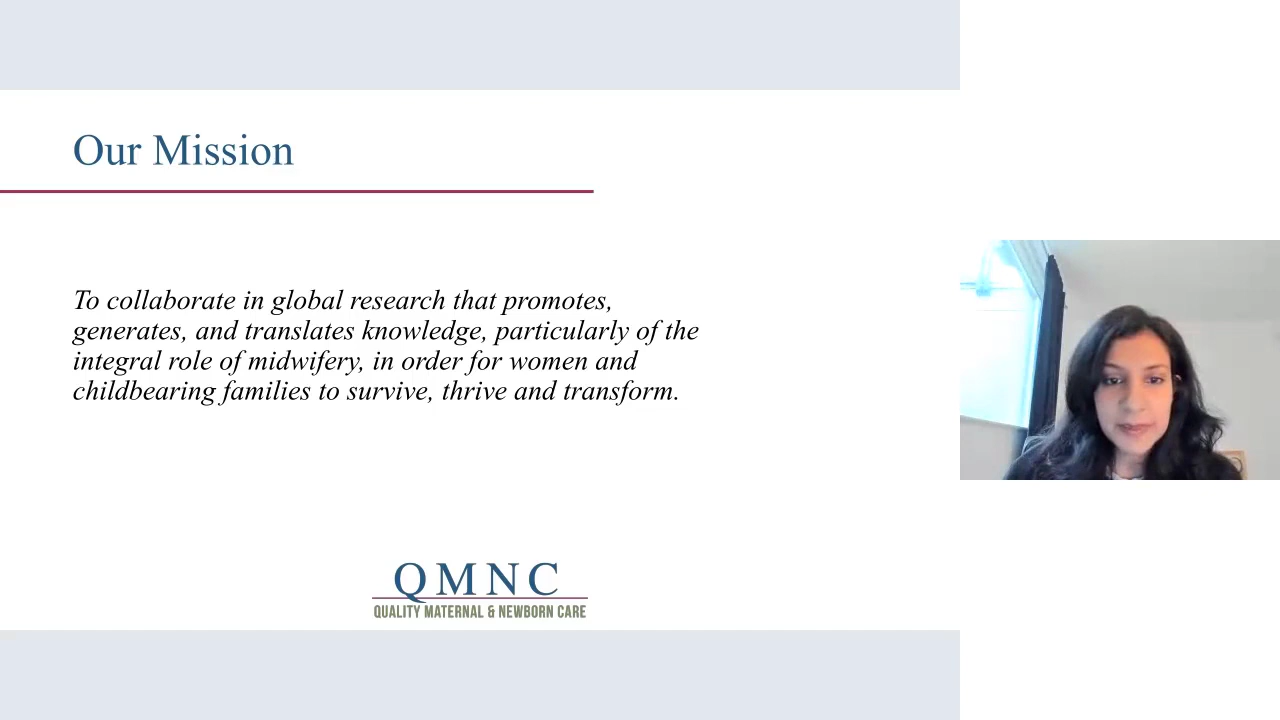 Our Mission
To collaborate in global research that promotes,
generates, and translates knowledge, particularly of the
integral role of midwifery, in order for women and
childbearing families to survive, thrive and transform.
QMNC
QUALITY MATERNAL & NEWBORN CARE